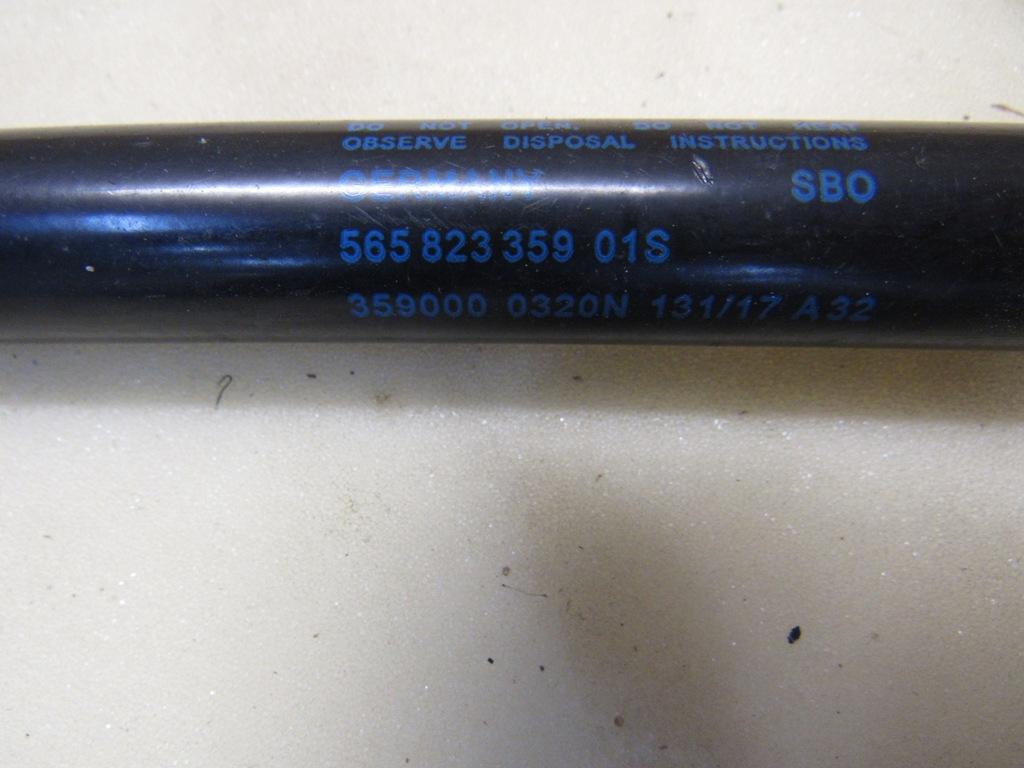 DO NOT OPEN. DO NOT HEAT
OBSERVE DISPOSAL INSTRUCTIONS
GERMANY SBO
565 823 359 01S
359000 0320N 131/17 A32